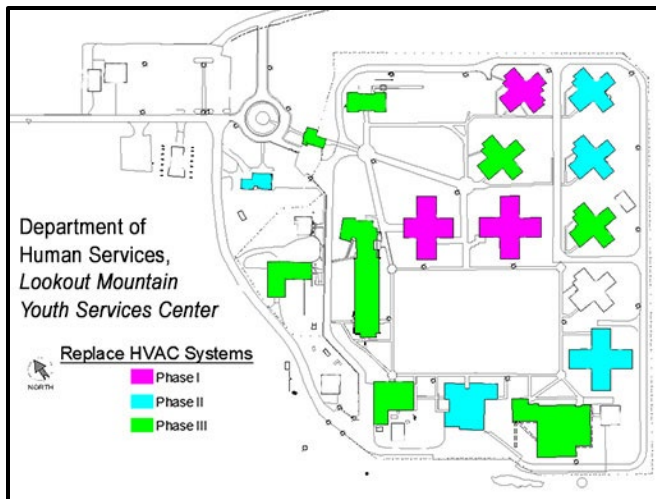 Department of
Human Services,
Lookout Mountain
Youth Services Center
Replace HVAC Systems
Phase I
Phase II
Phase III
NORTH